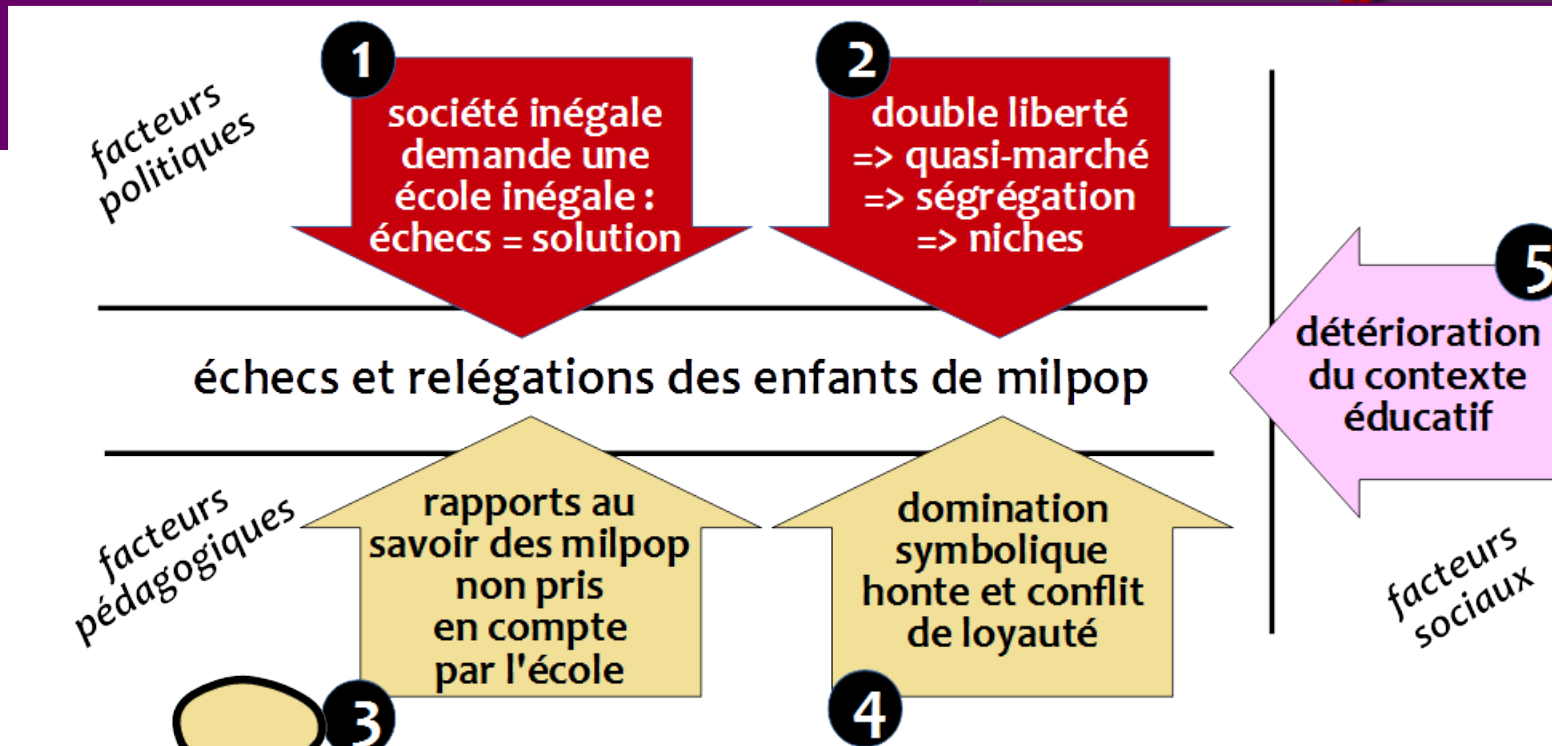 facteurs
politiques
1
société inégale
demande une
école inégale :
échecs = solution
2
double liberté
=> quasi-marché
=> ségrégation
=> niches
échecs et relégations des enfants de milpop
5
détérioration
du contexte
éducatif
facteurs
pédagogiques
rapports au
savoir des milpop
non pris
en compte
par l'école
3
domination
symbolique
honte et conflit
de loyauté
4
facteurs
sociaux